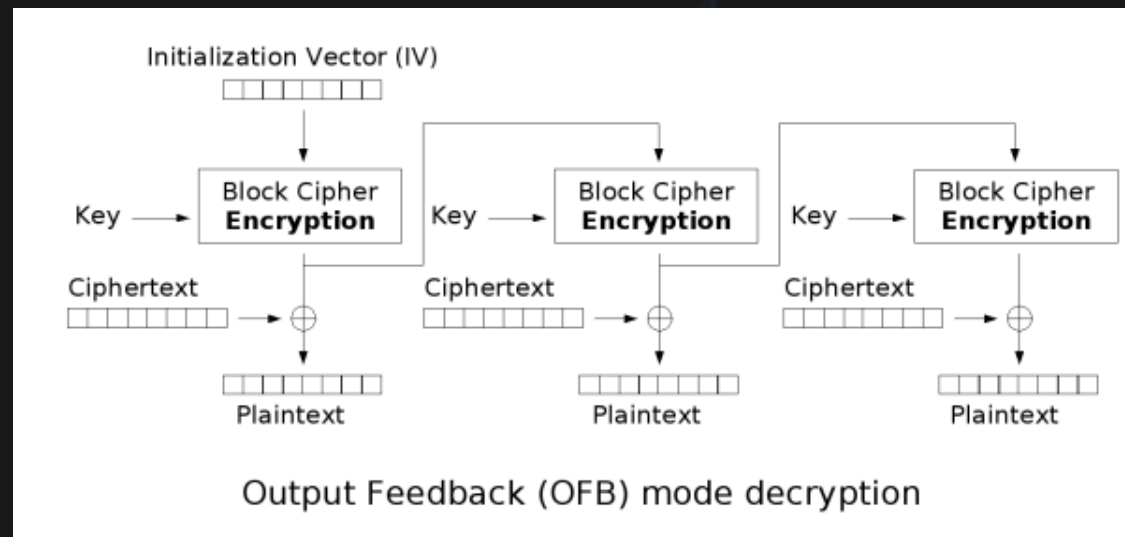 Initialization Vector (IV)
Block Cipher
Encryption
Key
Block Cipher
Encryption
Key
Block Cipher
Encryption
Key
Ciphertext
Ciphertext
Ciphertext
Plaintext
Plaintext
Plaintext
Output Feedback (OFB) mode decryption